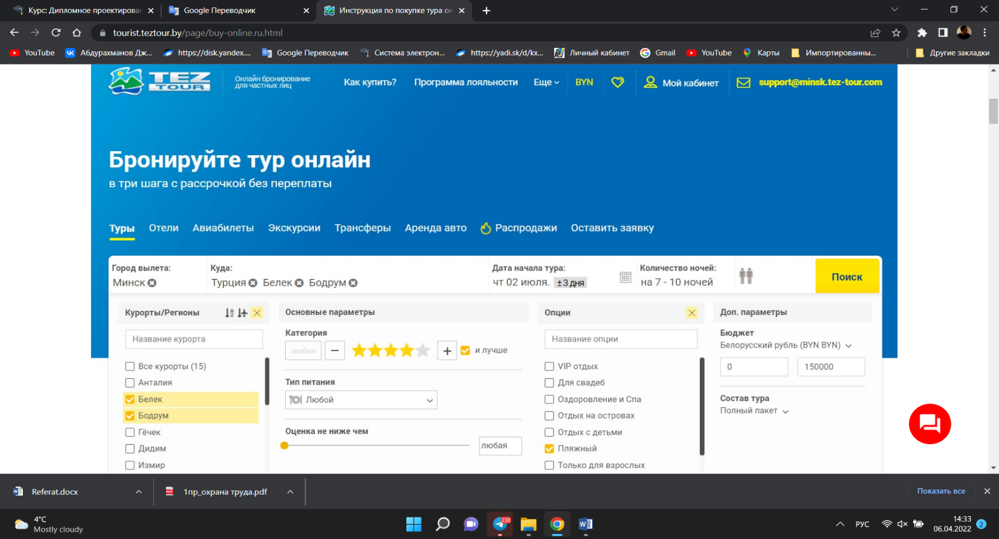 Курс: Дипломное проектирован
Google Переводчик
Инструкция по покупке тура он
tourist.teztour.by/page/buy-online.ru.html
YouTube
Абдурахманов Дж...
https://disk.yandex....
Google Переводчик
Система электрон...
https://yadi.sk/d/kx...
Личный кабинет
Gmail
YouTube
Карты
Импортированны...
Другие закладки
TEZ TOUR
Онлайн бронирование
для частных лиц
Как купить?
Программа лояльности
Еще
BYN
Мой кабинет
support@minsk.tez-tour.com
Бронируйте тур онлайн
в три шага с рассрочкой без переплаты
Туры
Отели
Авиабилеты
Экскурсии
Трансферы
Аренда авто
Распродажи
Оставить заявку
Город вылета:
Минск
Куда:
Турция Белек Бодрум
Дата начала тура:
чт 02 июля. ±3 дня
Количество ночей:
на 7 - 10 ночей
Поиск
Курорты/Регионы
Название курорта
Все курорты (15)
Анталия
Белек
Бодрум
Гёчек
Дидим
Измир
Основные параметры
Категория
любая
и лучше
Тип питания
Любой
Оценка не ниже чем
любая
Опции
Название опции
VIP отдых
Для свадеб
Оздоровление и Спа
Отдых на островах
Отдых с детьми
Пляжный
Только для взрослых
Доп. параметры
Бюджет
Белорусский рубль (BYN BYN)
0
150000
Состав тура
Полный пакет
Referat.docx
1пр_охрана труда.pdf
Показать все
4°C
Mostly cloudy
230
РУС
14:33
06.04.2022
2